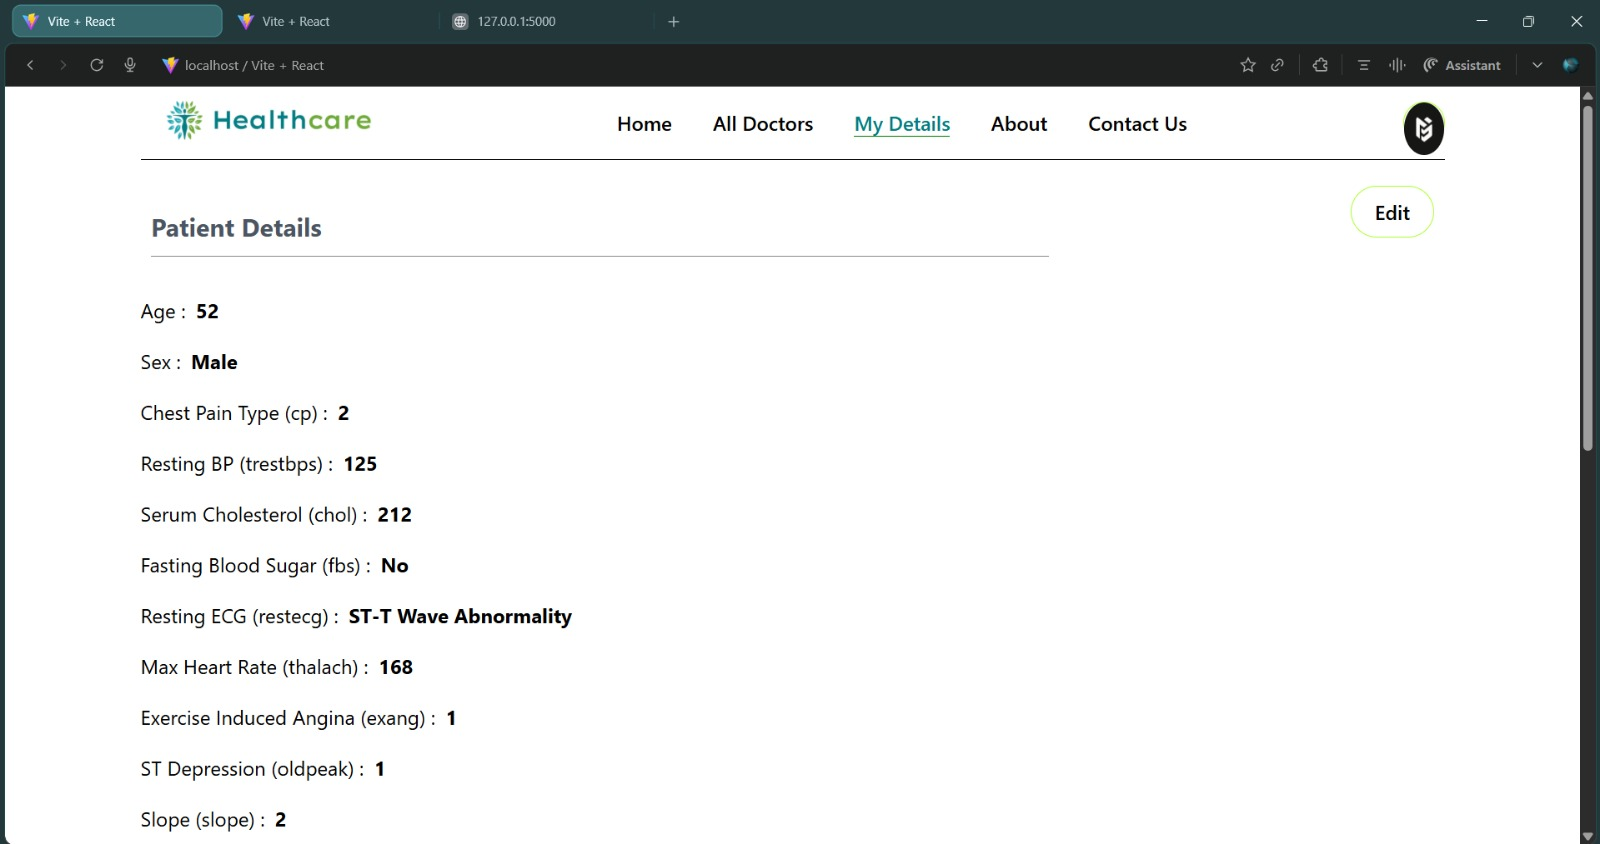 Vite + React
Vite + React
127.0.0.1:5000
localhost / Vite + React
Assistant
Healthcare
Home
All Doctors
My Details
About
Contact Us
Edit
Patient Details
Age : 52
Sex : Male
Chest Pain Type (cp) : 2
Resting BP (trestbps) : 125
Serum Cholesterol (chol) : 212
Fasting Blood Sugar (fbs) : No
Resting ECG (restecg) : ST-T Wave Abnormality
Max Heart Rate (thalach) : 168
Exercise Induced Angina (exang) : 1
ST Depression (oldpeak) : 1
Slope (slope) : 2